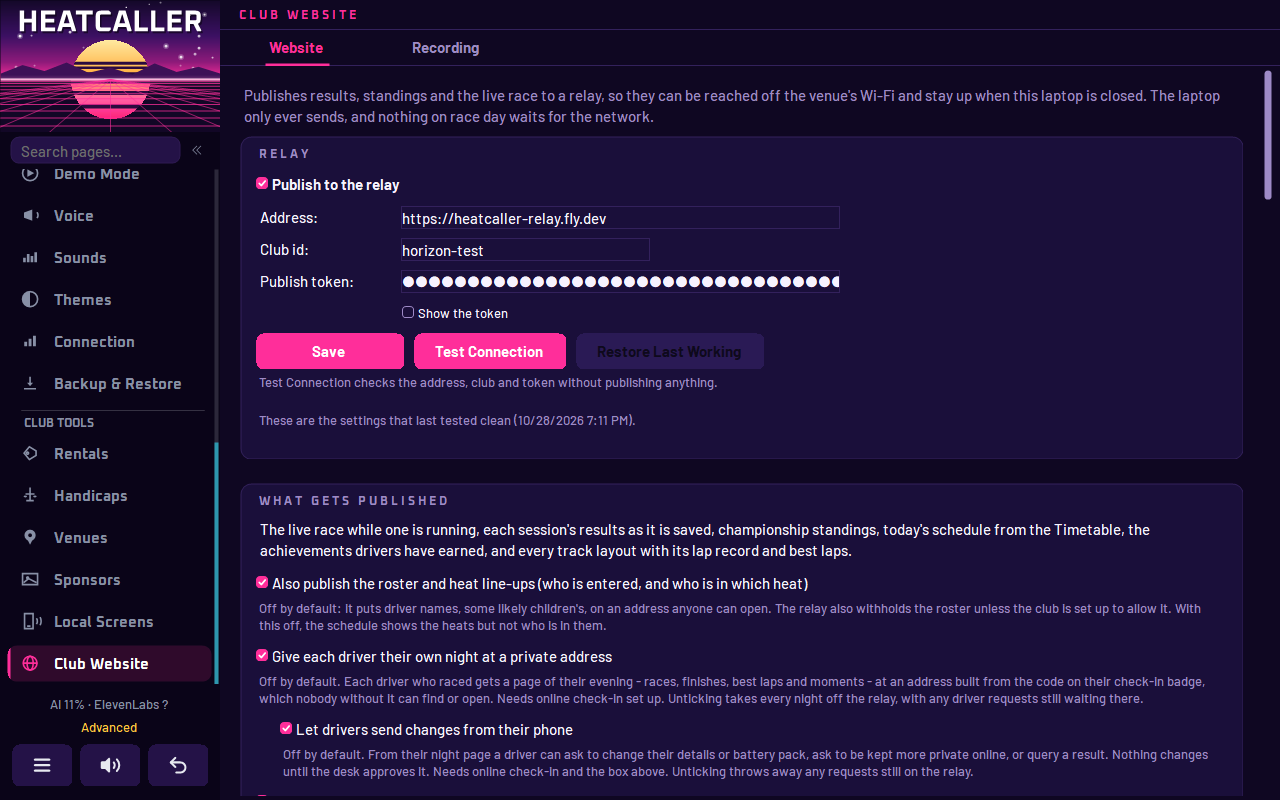 HEATCALLER
Search pages...
Demo Mode
Voice
Sounds
Themes
Connection
Backup & Restore
CLUB TOOLS
Rentals
Handicaps
Venues
Sponsors
Local Screens
Club Website
AI 11% · ElevenLabs ?
Advanced
CLUB WEBSITE
Website
Recording
Publishes results, standings and the live race to a relay, so they can be reached off the venue's Wi-Fi and stay up when this laptop is closed. The laptop
only ever sends, and nothing on race day waits for the network.
RELAY
Publish to the relay
Address:
https://heatcaller-relay.fly.dev
Club id:
horizon-test
Publish token:
Show the token
Save
Test Connection
Restore Last Working
Test Connection checks the address, club and token without publishing anything.
These are the settings that last tested clean (10/28/2026 7:11 PM).
WHAT GETS PUBLISHED
The live race while one is running, each session's results as it is saved, championship standings, today's schedule from the Timetable, the
achievements drivers have earned, and every track layout with its lap record and best laps.
Also publish the roster and heat line-ups (who is entered, and who is in which heat)
Off by default: it puts driver names, some likely children's, on an address anyone can open. The relay also withholds the roster unless the club is set up to allow it. With
this off, the schedule shows the heats but not who is in them.
Give each driver their own night at a private address
Off by default. Each driver who raced gets a page of their evening - races, finishes, best laps and moments - at an address built from the code on their check-in badge,
which nobody without it can find or open. Needs online check-in set up. Unticking takes every night off the relay, with any driver requests still waiting there.
Let drivers send changes from their phone
Off by default. From their night page a driver can ask to change their details or battery pack, ask to be kept more private online, or query a result. Nothing changes
until the desk approves it. Needs online check-in and the box above. Unticking throws away any requests still on the relay.